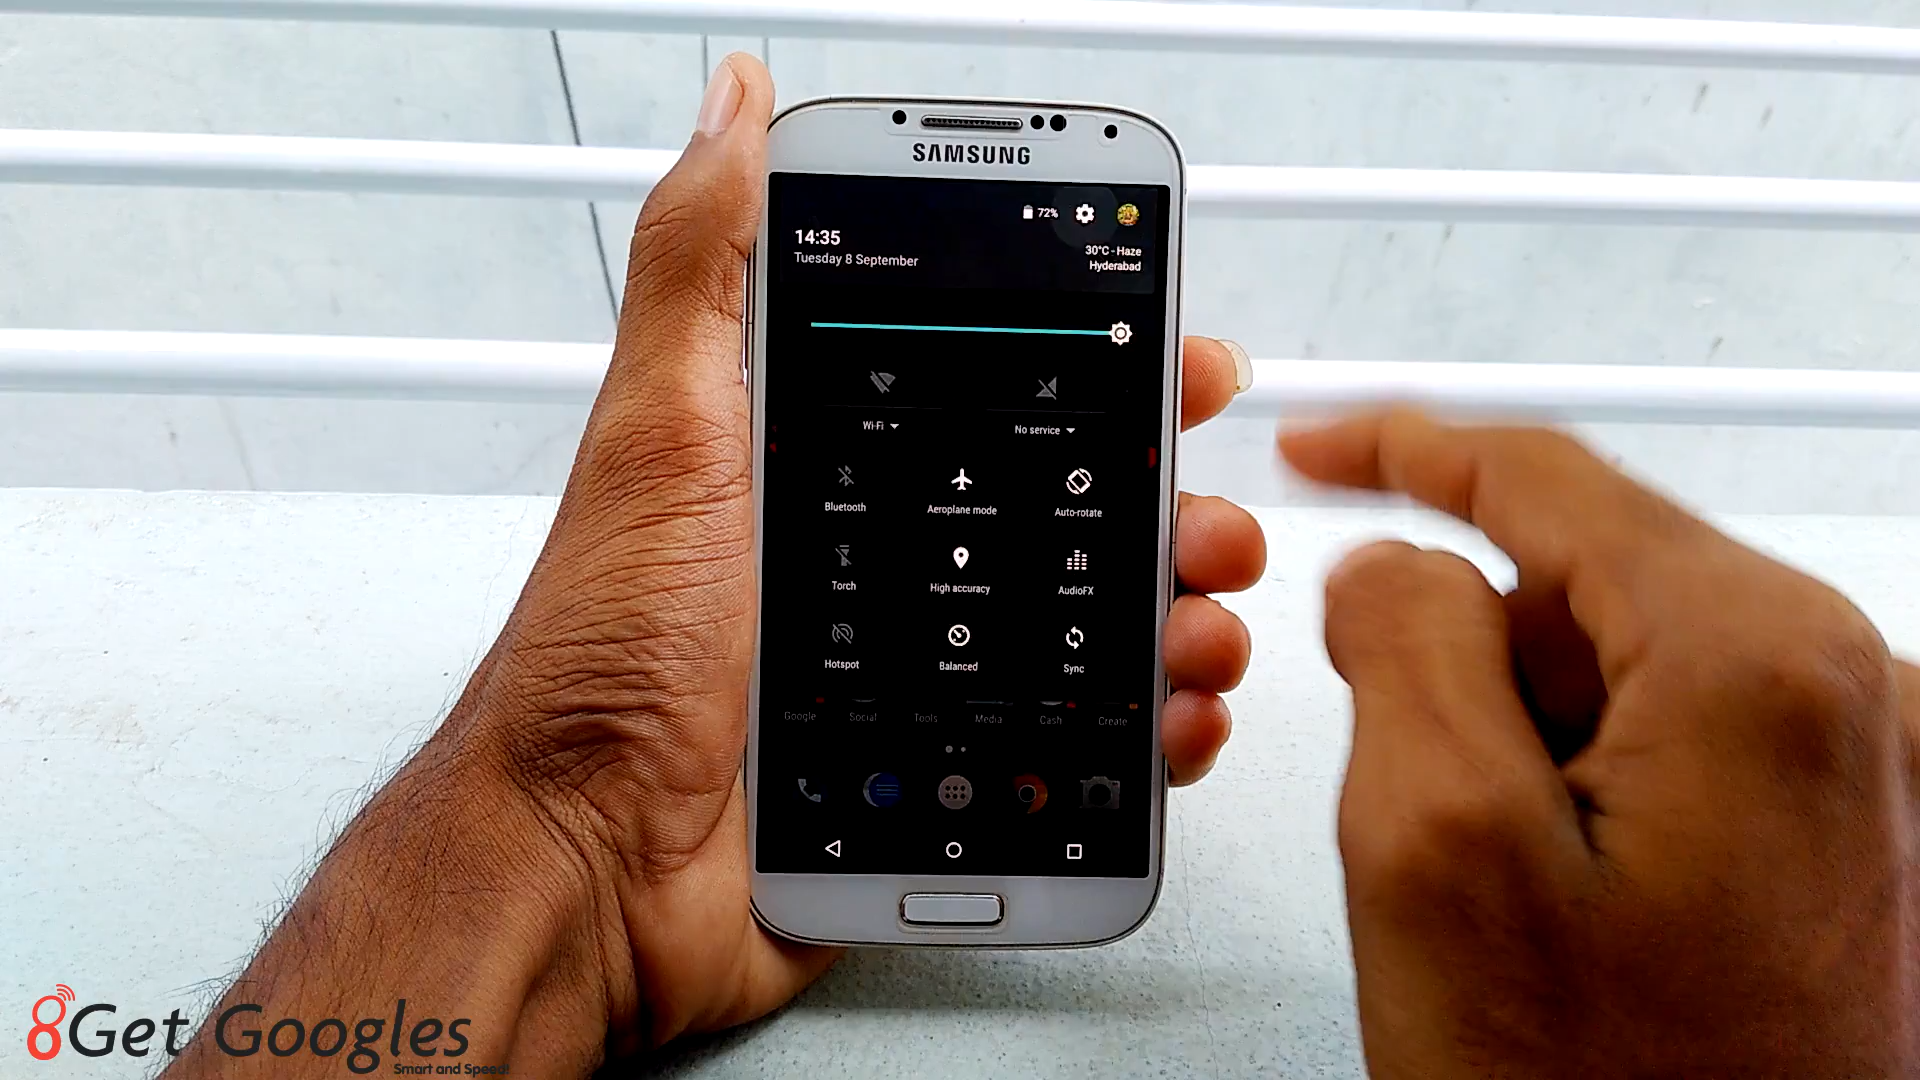 SAMSUNG
72%
14:35
Tuesday 8 September
30°C - Haze
Hyderabad
Wi-Fi
No service
Bluetooth
Aeroplane mode
Auto-rotate
Torch
High accuracy
AudioFX
Hotspot
Balanced
Sync
Google
Social
Tools
Media
Cash
Create
8Get Googles
Smart and Speed!